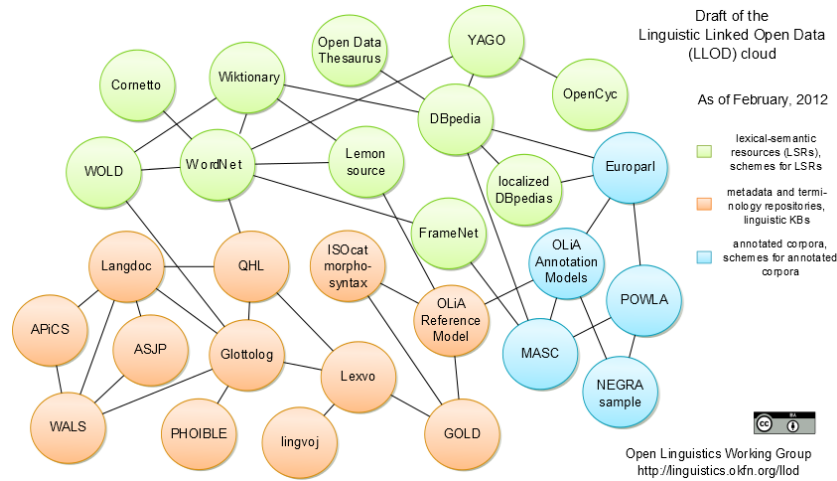 Draft of the
Linguistic Linked Open Data
(LLOD) cloud
As of February, 2012
lexical-semantic
resources (LSRs),
schemes for LSRs
metadata and termi-
nology repositories,
linguistic KBs
annotated corpora,
schemes for annotated
corpora
Open Data
Thesaurus
YAGO
Wiktionary
Cornetto
OpenCyc
DBpedia
WOLD
WordNet
Lemon
source
Europarl
localized
DBpedias
FrameNet
Langdoc
QHL
ISOcat
morpho-
syntax
OLiA
Annotation
Models
POWLA
APiCS
ASJP
Glottolog
OLiA
Reference
Model
MASC
Lexvo
NEGRA
sample
WALS
PHOIBLE
lingvoj
GOLD
cc
BY
SA
Open Linguistics Working Group
http://linguistics.okfn.org/llod